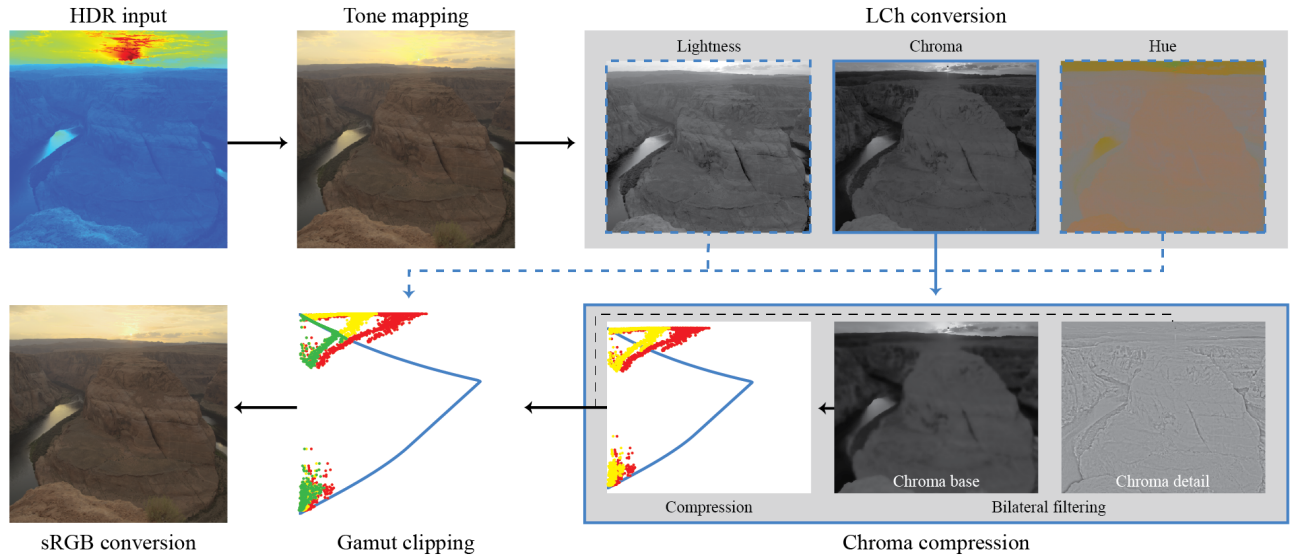 HDR input
Tone mapping
LCh conversion
Lightness
Chroma
Hue
Chroma base
Chroma detail
Compression
Bilateral filtering
sRGB conversion
Gamut clipping
Chroma compression